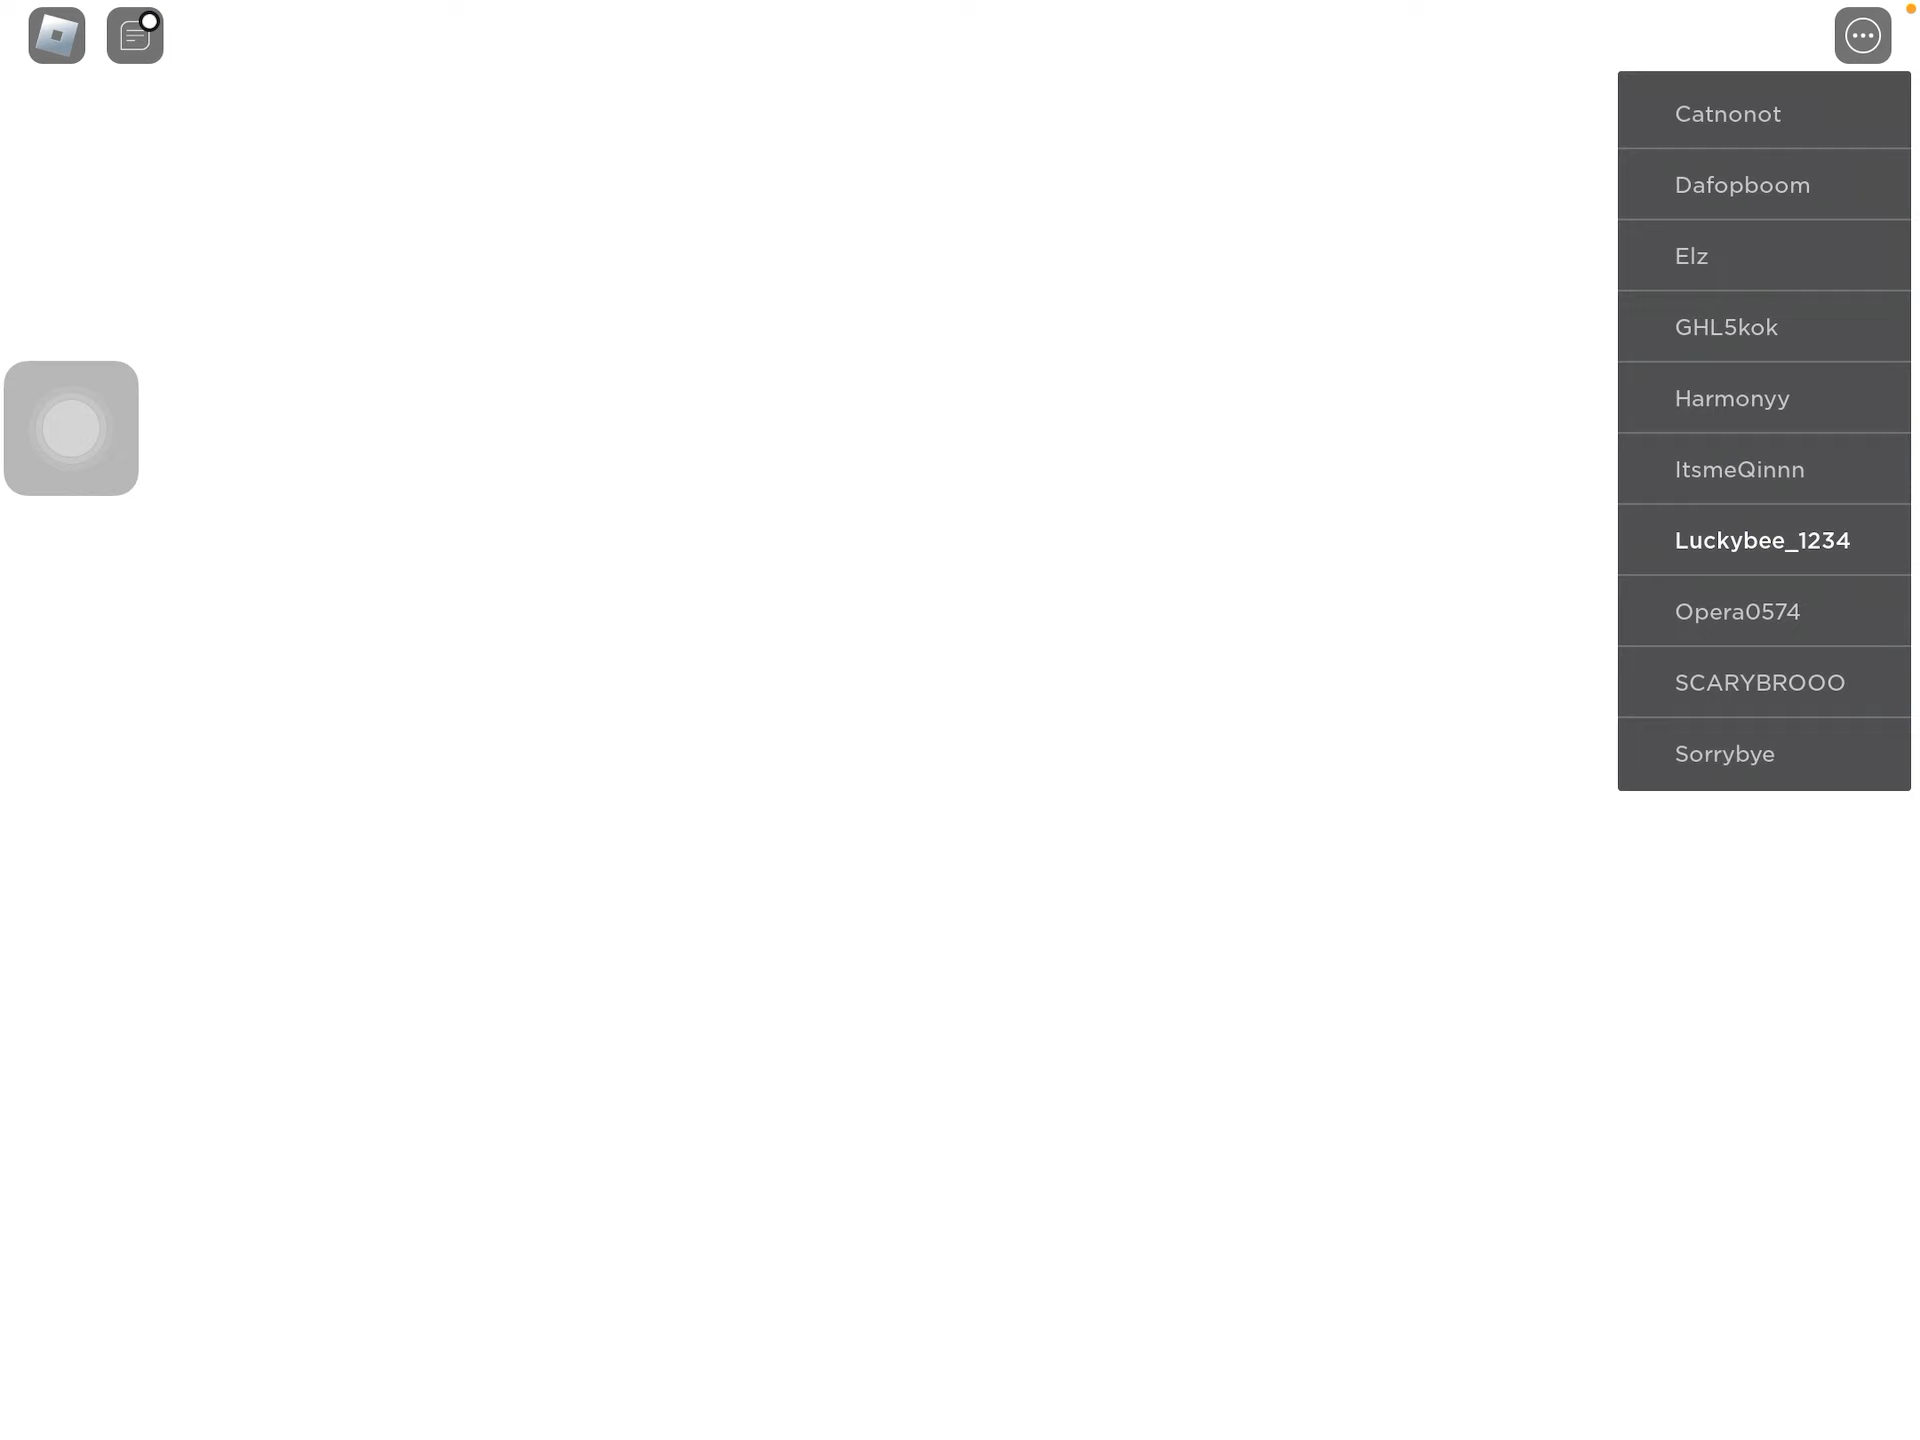 Catnonot
Dafopboom
Elz
GHL5kok
Harmonyy
ItsmeQinnn
Luckybee_1234
Opera0574
SCARYBROOO
Sorrybye